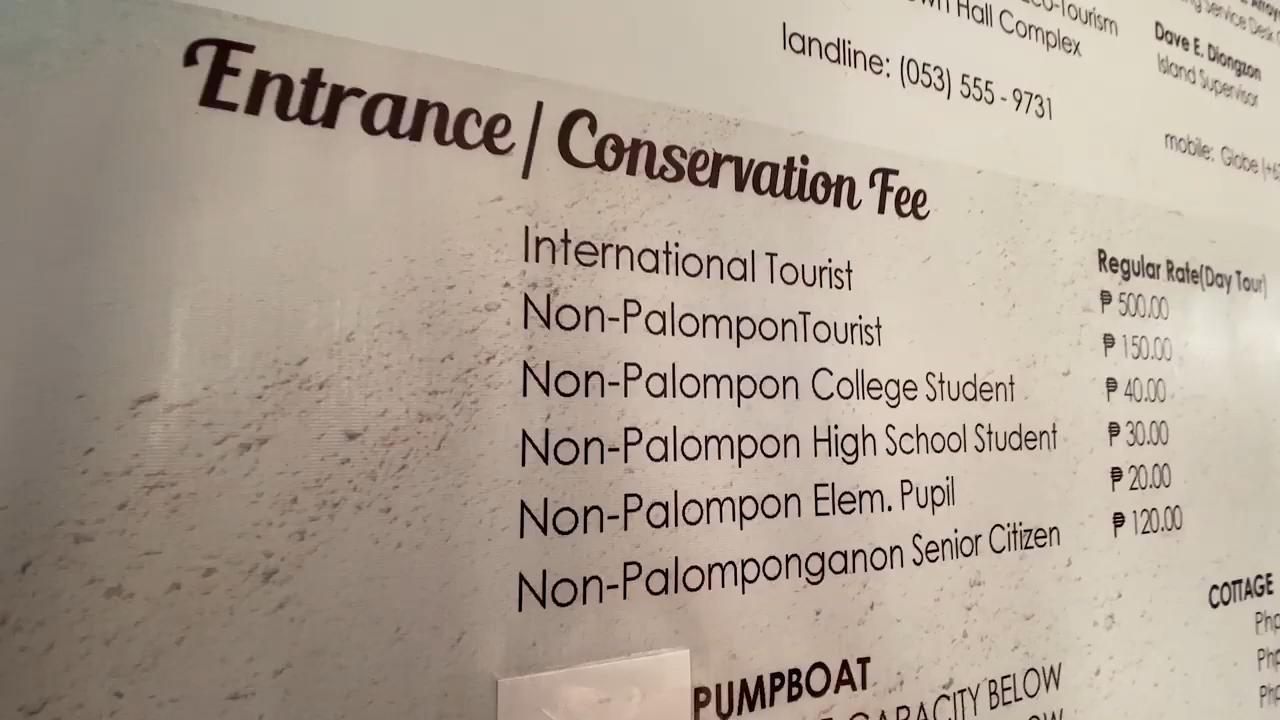 Hall Complex
landline: (053) 555 - 9731
Dave E. Diongzon
Island Supervisor
mobile: Globe
Entrance | Conservation Fee
Regular Rate(Day Tour)
International Tourist ₱ 500.00
Non-PalomponTourist ₱ 150.00
Non-Palompon College Student ₱ 40.00
Non-Palompon High School Student ₱ 30.00
Non-Palompon Elem. Pupil ₱ 20.00
Non-Palomponganon Senior Citizen ₱ 120.00
COTTAGE
PUMPBOAT
CAPACITY BELOW